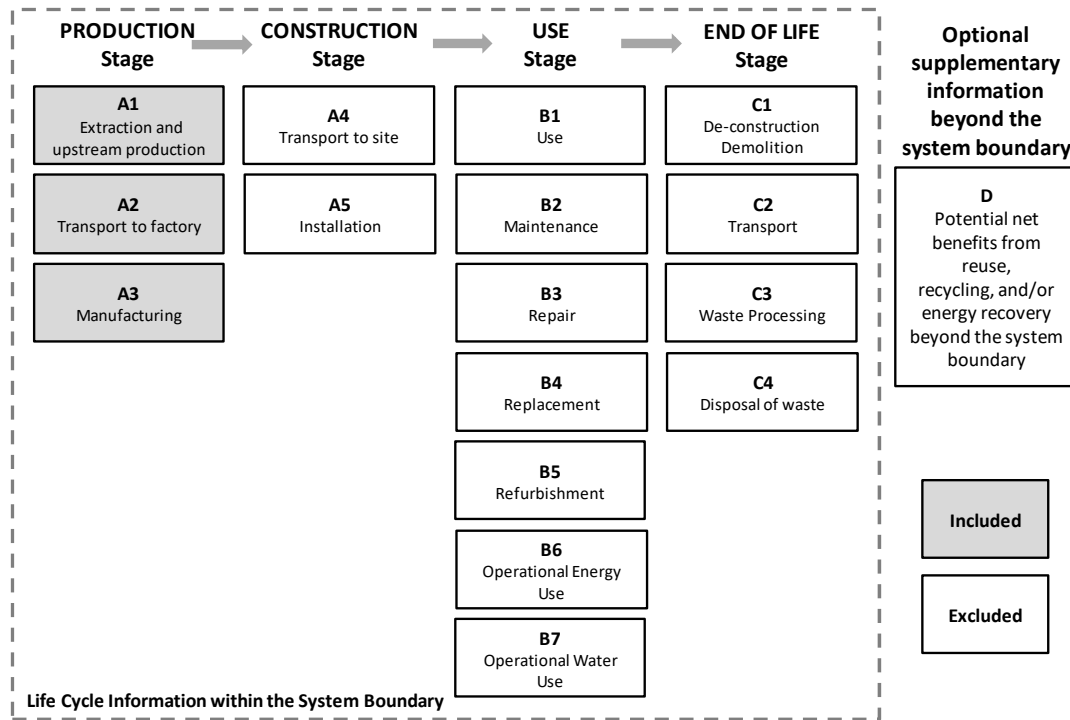 PRODUCTION
Stage
CONSTRUCTION
Stage
USE
Stage
END OF LIFE
Stage
A1
Extraction and
upstream production
A2
Transport to factory
A3
Manufacturing
A4
Transport to site
A5
Installation
B1
Use
B2
Maintenance
B3
Repair
B4
Replacement
B5
Refurbishment
B6
Operational Energy
Use
B7
Operational Water
Use
C1
De-construction
Demolition
C2
Transport
C3
Waste Processing
C4
Disposal of waste
Life Cycle Information within the System Boundary
Optional
supplementary
information
beyond the
system boundary
D
Potential net
benefits from
reuse,
recycling, and/or
energy recovery
beyond the system
boundary
Included
Excluded